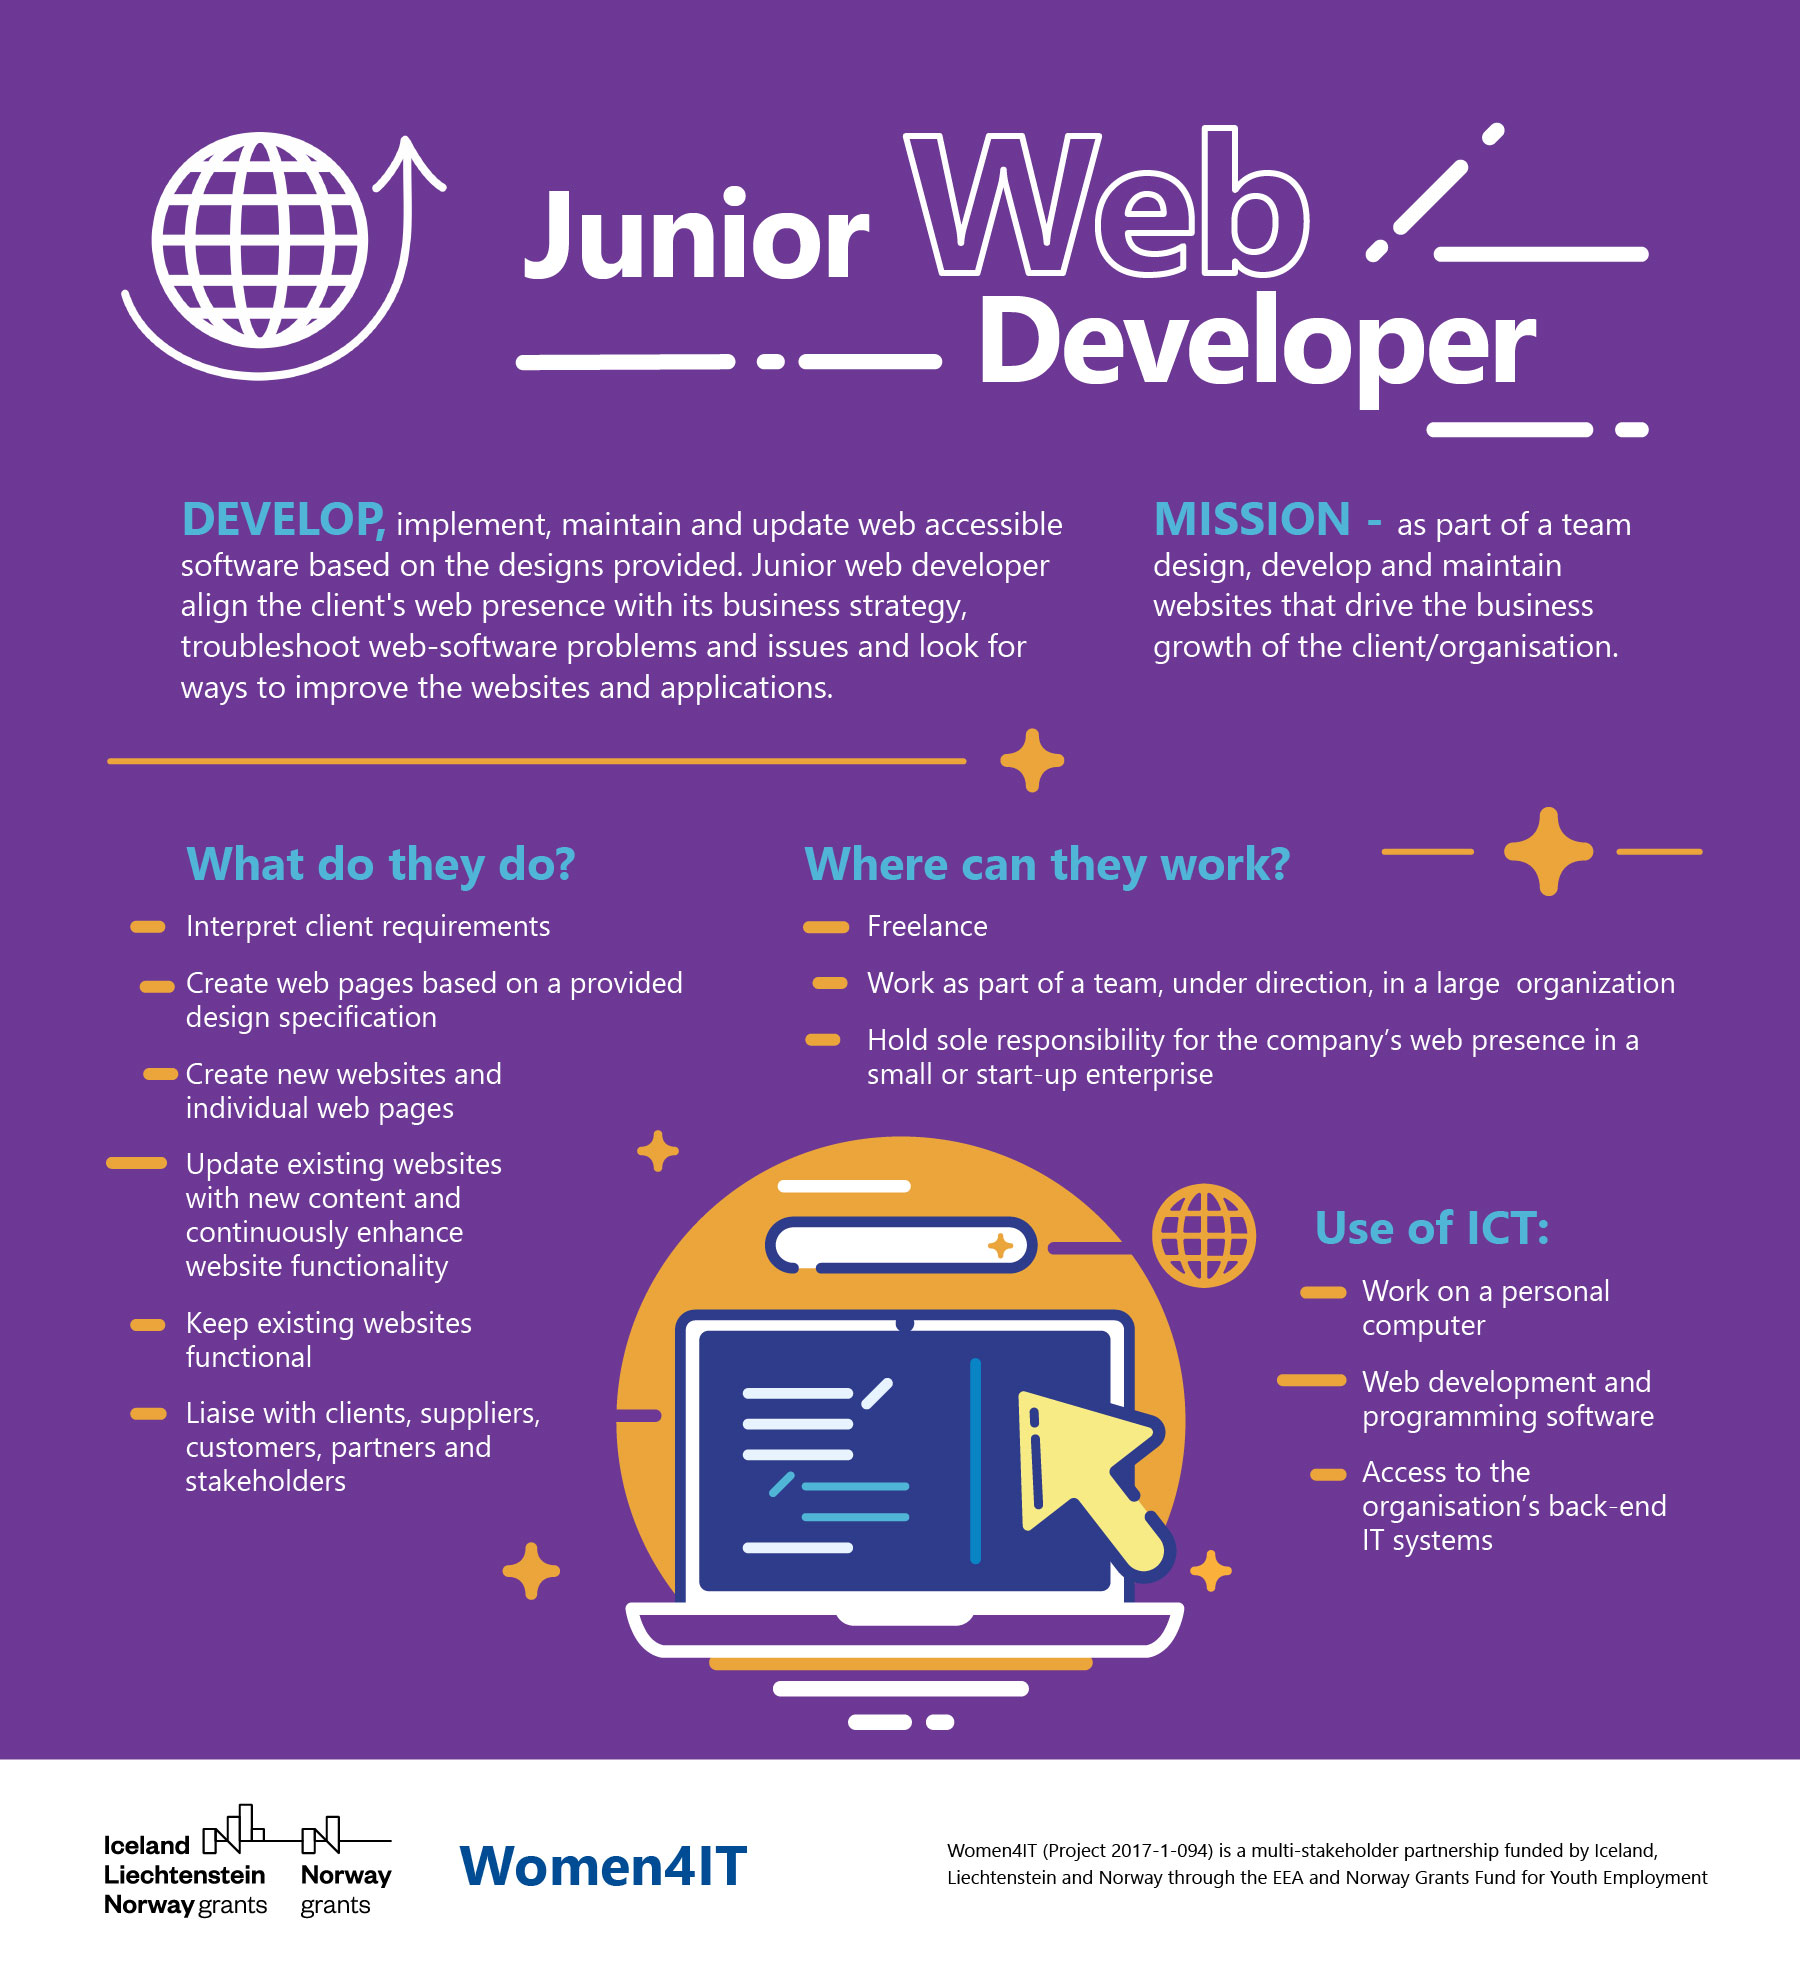 Junior Web
Developer
DEVELOP, implement, maintain and update web accessible
software based on the designs provided. Junior web developer
align the client's web presence with its business strategy,
troubleshoot web-software problems and issues and look for
ways to improve the websites and applications.
MISSION - as part of a team
design, develop and maintain
websites that drive the business
growth of the client/organisation.
What do they do?
Interpret client requirements
Create web pages based on a provided
design specification
Create new websites and
individual web pages
Update existing websites
with new content and
continuously enhance
website functionality
Keep existing websites
functional
Liaise with clients, suppliers,
customers, partners and
stakeholders
Where can they work?
Freelance
Work as part of a team, under direction, in a large organization
Hold sole responsibility for the company’s web presence in a
small or start-up enterprise
Use of ICT:
Work on a personal
computer
Web development and
programming software
Access to the
organisation’s back-end
IT systems
Iceland
Liechtenstein
Norway grants
Norway
grants
Women4IT
Women4IT (Project 2017-1-094) is a multi-stakeholder partnership funded by Iceland,
Liechtenstein and Norway through the EEA and Norway Grants Fund for Youth Employment